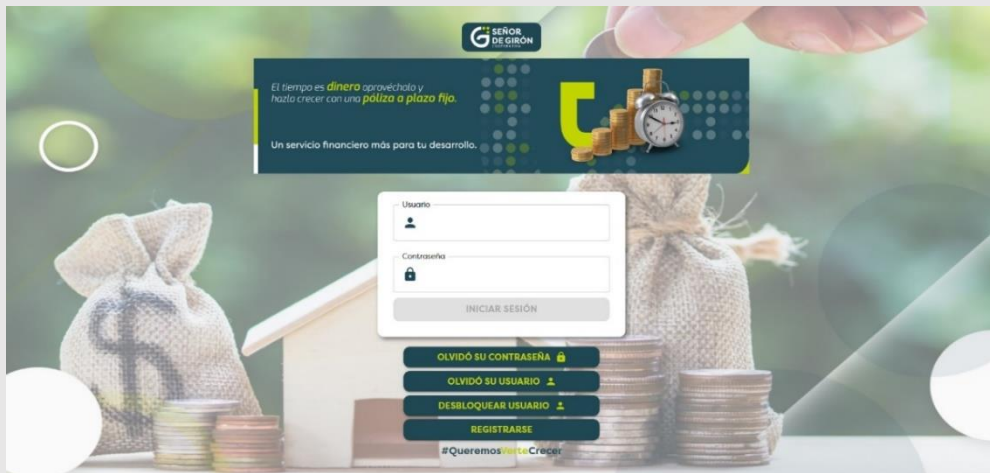 SEÑOR
DE GIRÓN
COOPERATIVA
El tiempo es dinero aprovéchalo y
hazlo crecer con una póliza a plazo fijo.
Un servicio financiero más para tu desarrollo.
Usuario
Contraseña
INICIAR SESIÓN
OLVIDÓ SU CONTRASEÑA
OLVIDÓ SU USUARIO
DESBLOQUEAR USUARIO
REGISTRARSE
#QueremosVerteCrecer